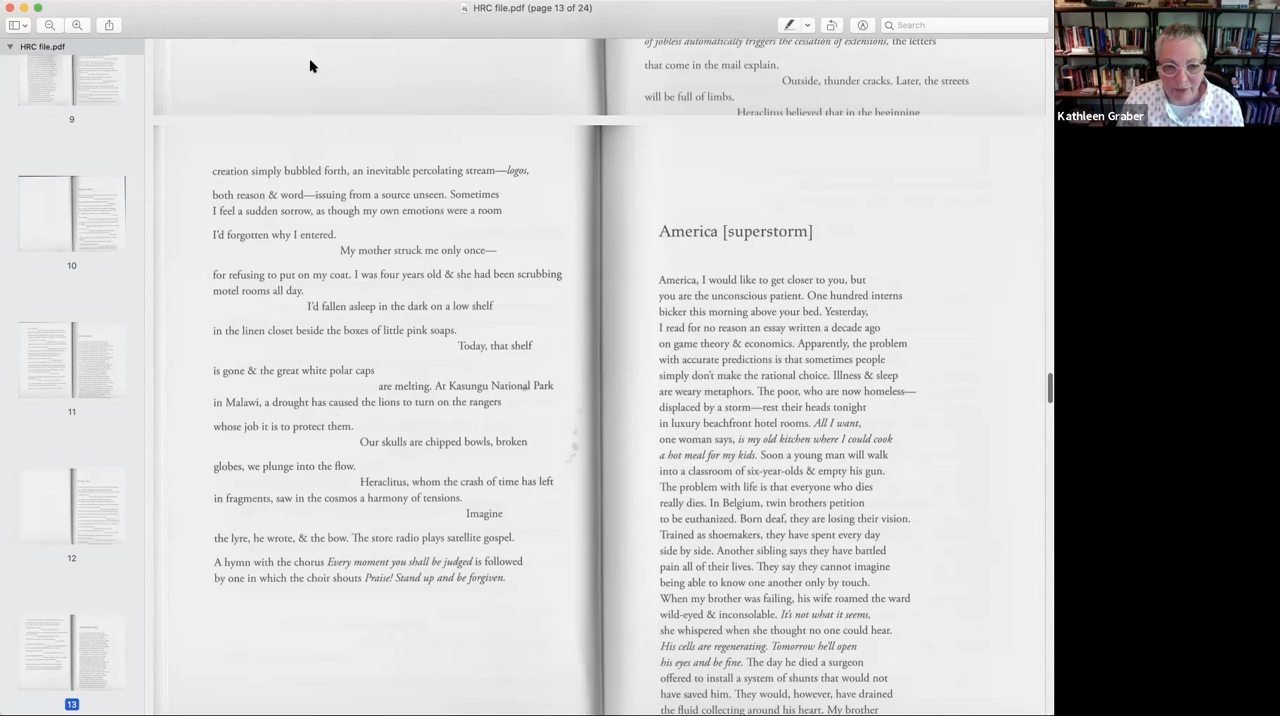 HRC file.pdf (page 13 of 24)
Search
HRC file.pdf
9
10
11
12
13
of jobless automatically triggers the cessation of extensions, the letters
that come in the mail explain.
Outside, thunder cracks. Later, the streets
will be full of limbs.
Heraclitus believed that in the beginning
creation simply bubbled forth, an inevitable percolating stream—logos,
both reason & word—issuing from a source unseen. Sometimes
I feel a sudden sorrow, as though my own emotions were a room
I'd forgotten why I entered.
My mother struck me only once—
for refusing to put on my coat. I was four years old & she had been scrubbing
motel rooms all day.
I'd fallen asleep in the dark on a low shelf
in the linen closet beside the boxes of little pink soaps.
Today, that shelf
is gone & the great white polar caps
are melting. At Kasungu National Park
in Malawi, a drought has caused the lions to turn on the rangers
whose job it is to protect them.
Our skulls are chipped bowls, broken
globes, we plunge into the flow.
Heraclitus, whom the crash of time has left
in fragments, saw in the cosmos a harmony of tensions.
Imagine
the lyre, he wrote, & the bow. The store radio plays satellite gospel.
A hymn with the chorus Every moment you shall be judged is followed
by one in which the choir shouts Praise! Stand up and be forgiven.
America [superstorm]
America, I would like to get closer to you, but
you are the unconscious patient. One hundred interns
bicker this morning above your bed. Yesterday,
I read for no reason an essay written a decade ago
on game theory & economics. Apparently, the problem
with accurate predictions is that sometimes people
simply don't make the rational choice. Illness & sleep
are weary metaphors. The poor, who are now homeless—
displaced by a storm—rest their heads tonight
in luxury beachfront hotel rooms. All I want,
one woman says, is my old kitchen where I could cook
a hot meal for my kids. Soon a young man will walk
into a classroom of six-year-olds & empty his gun.
The problem with life is that everyone who dies
really dies. In Belgium, twin brothers petition
to be euthanized. Born deaf, they are losing their vision.
Trained as shoemakers, they have spent every day
side by side. Another sibling says they have battled
pain all of their lives. They say they cannot imagine
being able to know one another only by touch.
When my brother was failing, his wife roamed the ward
wild-eyed & inconsolable. It's not what it seems,
she whispered when she thought no one could hear.
His cells are regenerating. Tomorrow he'll open
his eyes and be fine. The day he died a surgeon
offered to install a system of shunts that would not
have saved him. They would, however, have drained
the fluid collecting around his heart. My brother
Kathleen Graber